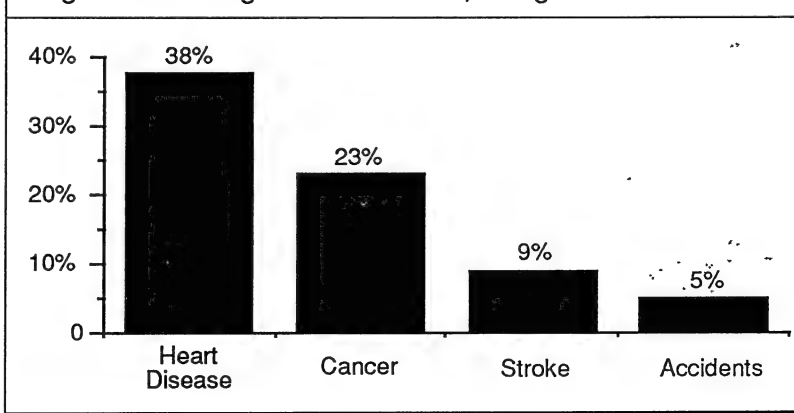 40%
30%
20%
10%
0
38%
23%
9%
5%
Heart
Disease
Cancer
Stroke
Accidents